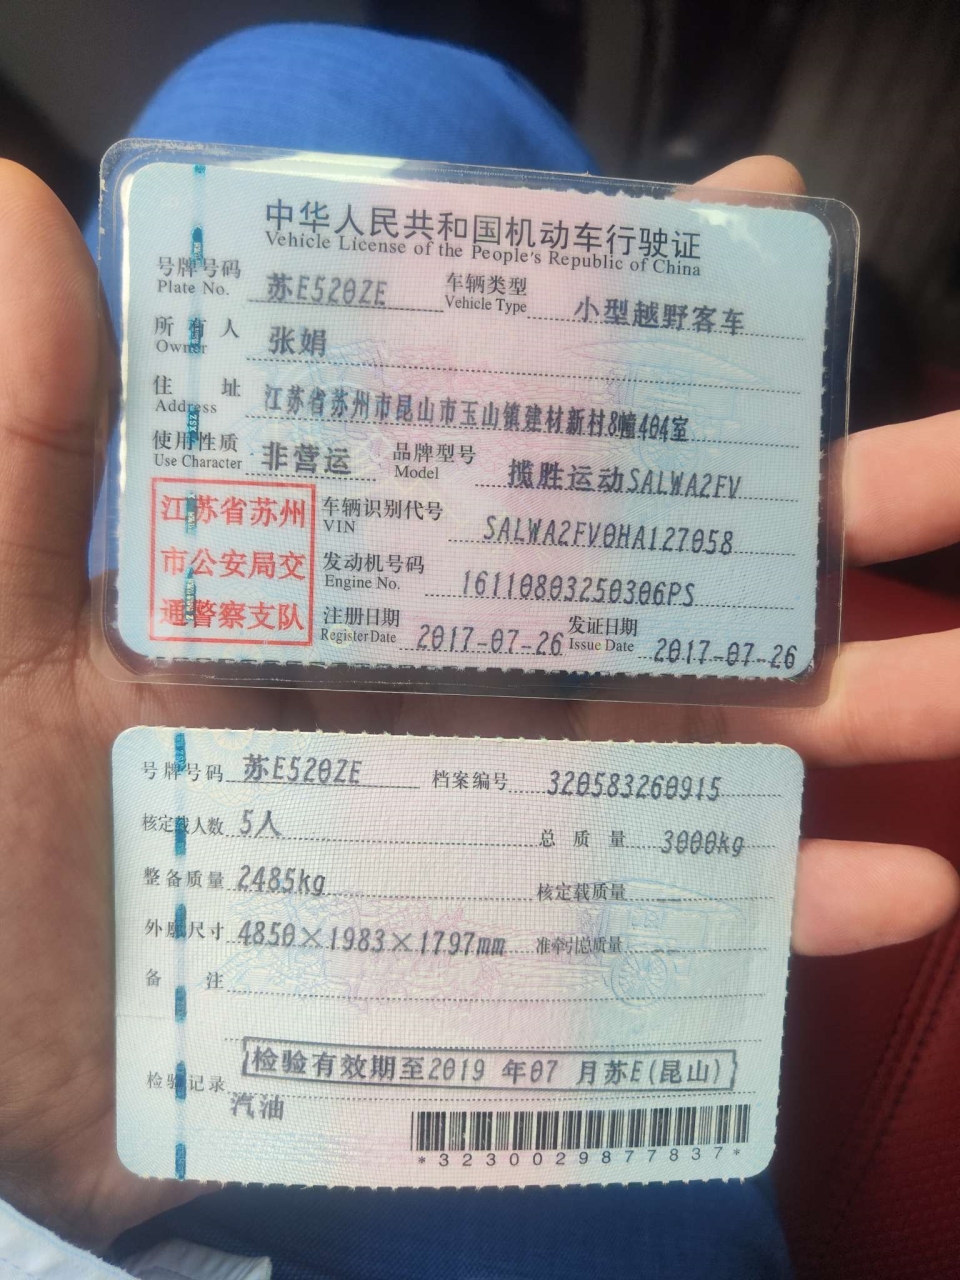 中华人民共和国机动车行驶证
Vehicle License of the People's Republic of China
号牌号码 苏E520ZE 车辆类型 小型越野客车
Plate No. Vehicle Type
所有人 张娟
Owner
住址 江苏省苏州市昆山市玉山镇建材新村8幢404室
Address
使用性质 非营运 品牌型号 揽胜运动SALWA2FV
Use Character Model
江苏省苏州
市公安局交
通警察支队
车辆识别代号 SALWA2FV0HA127058
VIN
发动机号码 16110803250306PS
Engine No.
注册日期 2017-07-26 发证日期 2017-07-26
Register Date Issue Date
号牌号码 苏E520ZE 档案编号 320583260915
核定载人数 5人 总质量 3000kg
整备质量 2485kg 核定载质量 --
外廓尺寸 4850×1983×1797mm 准牵引总质量 --
备注
检验记录 检验有效期至2019 年07 月苏E(昆山)
汽油
*3230029877837*